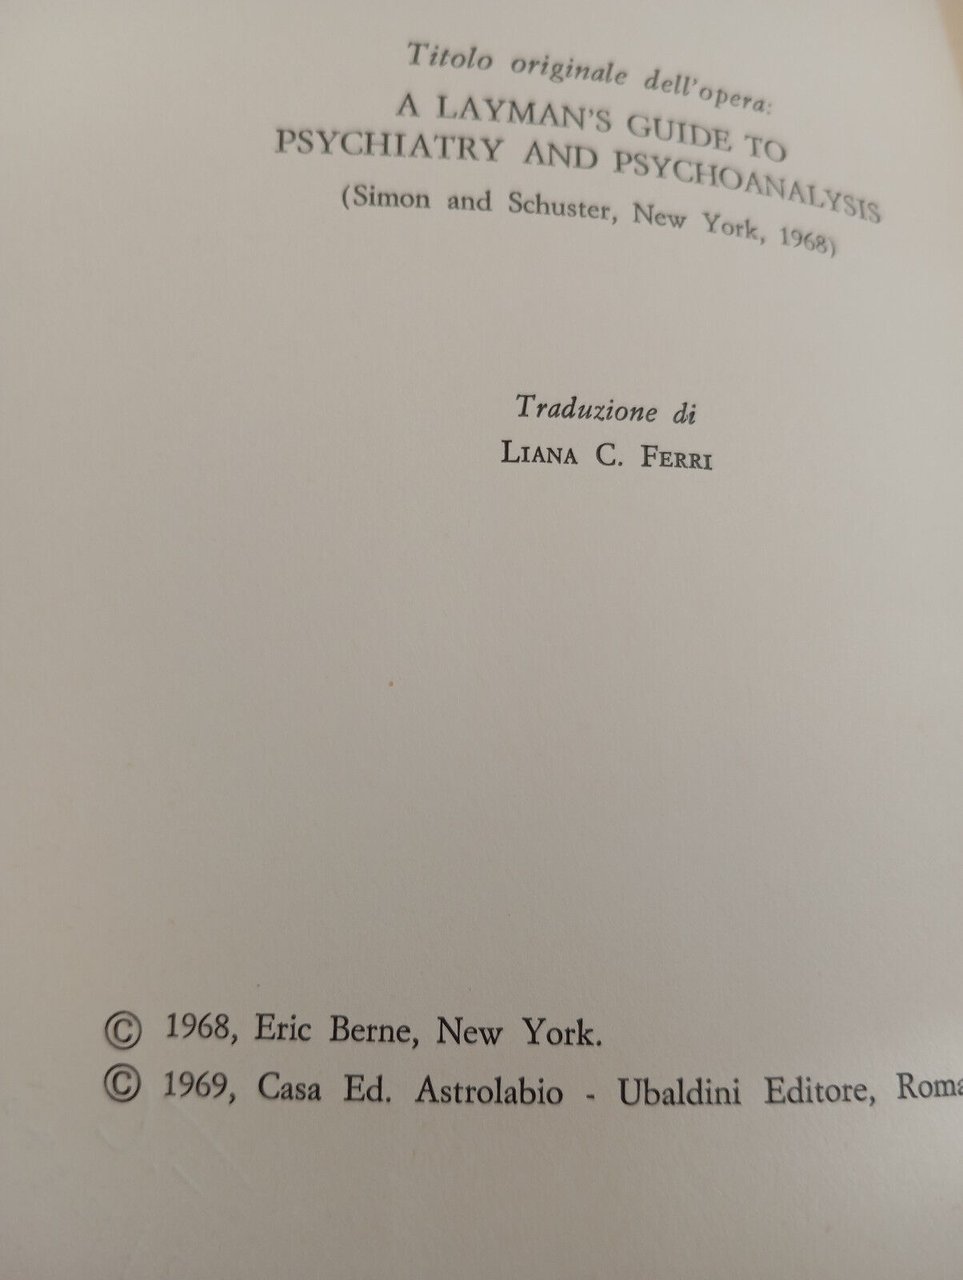 Titolo originale dell'opera:
A LAYMAN'S GUIDE TO
PSYCHIATRY AND PSYCHOANALYSIS
(Simon and Schuster, New York, 1968)
Traduzione di
LIANA C. FERRI
© 1968, Eric Berne, New York.
© 1969, Casa Ed. Astrolabio - Ubaldini Editore, Roma